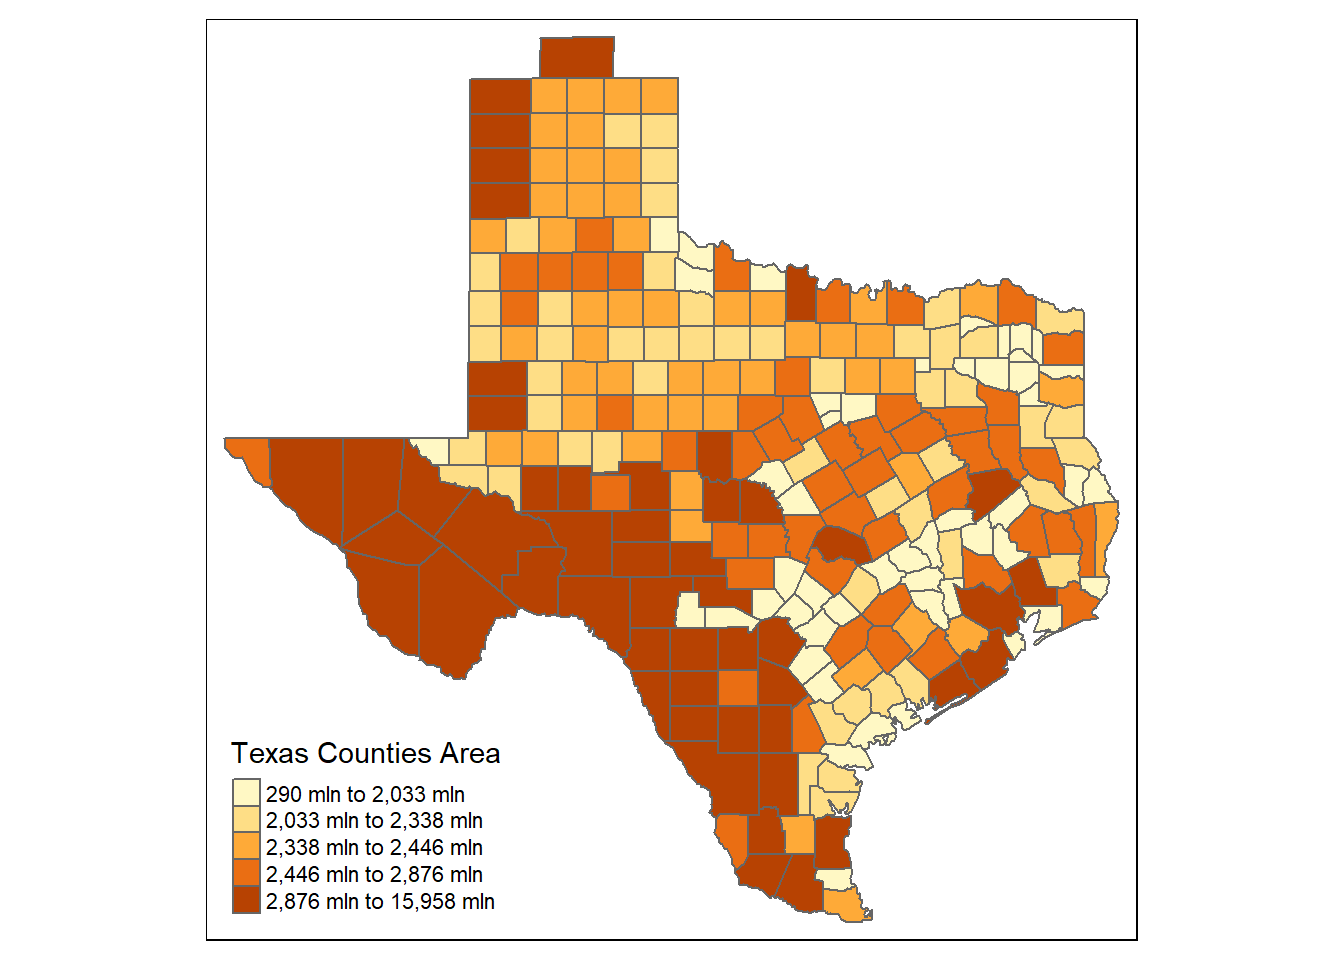 Texas Counties Area
290 mln to 2,033 mln
2,033 mln to 2,338 mln
2,338 mln to 2,446 mln
2,446 mln to 2,876 mln
2,876 mln to 15,958 mln